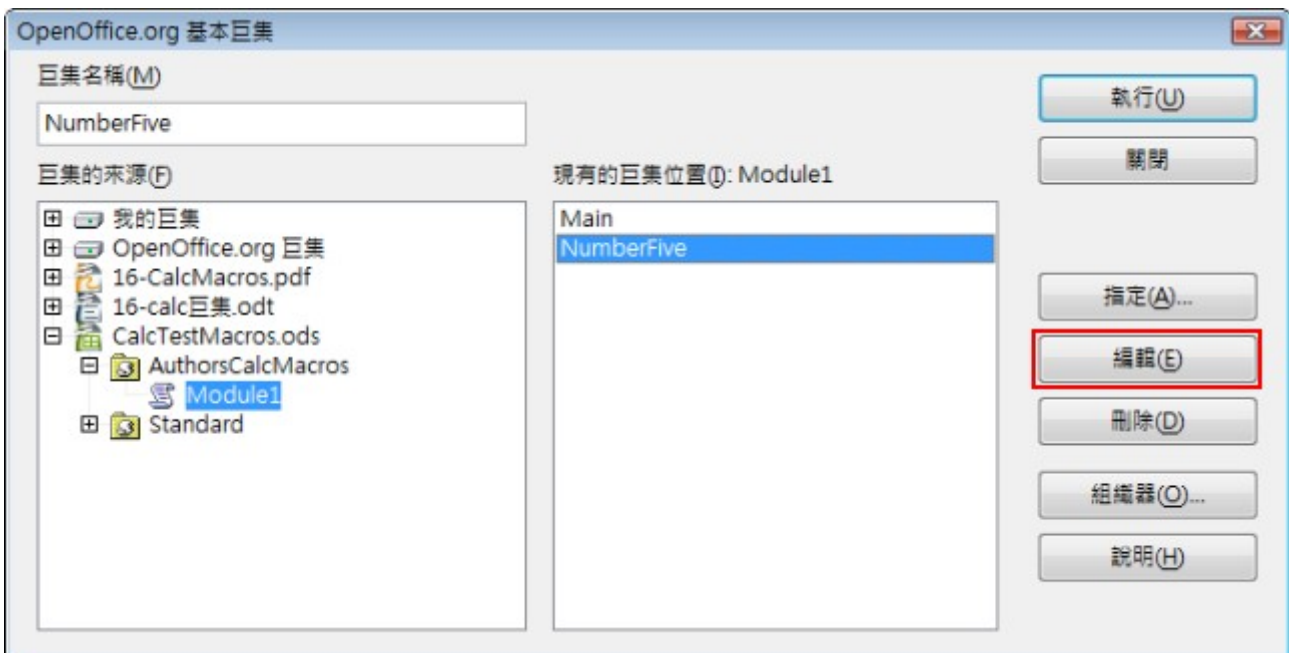 OpenOffice.org 基本巨集
巨集名稱(M)
NumberFive
巨集的來源(F)
我的巨集
OpenOffice.org 巨集
16-CalcMacros.pdf
16-calc巨集.odt
CalcTestMacros.ods
AuthorsCalcMacros
Module1
Standard
現有的巨集位置(I): Module1
Main
NumberFive
執行(U)
關閉
指定(A)...
編輯(E)
刪除(D)
組織器(O)...
說明(H)